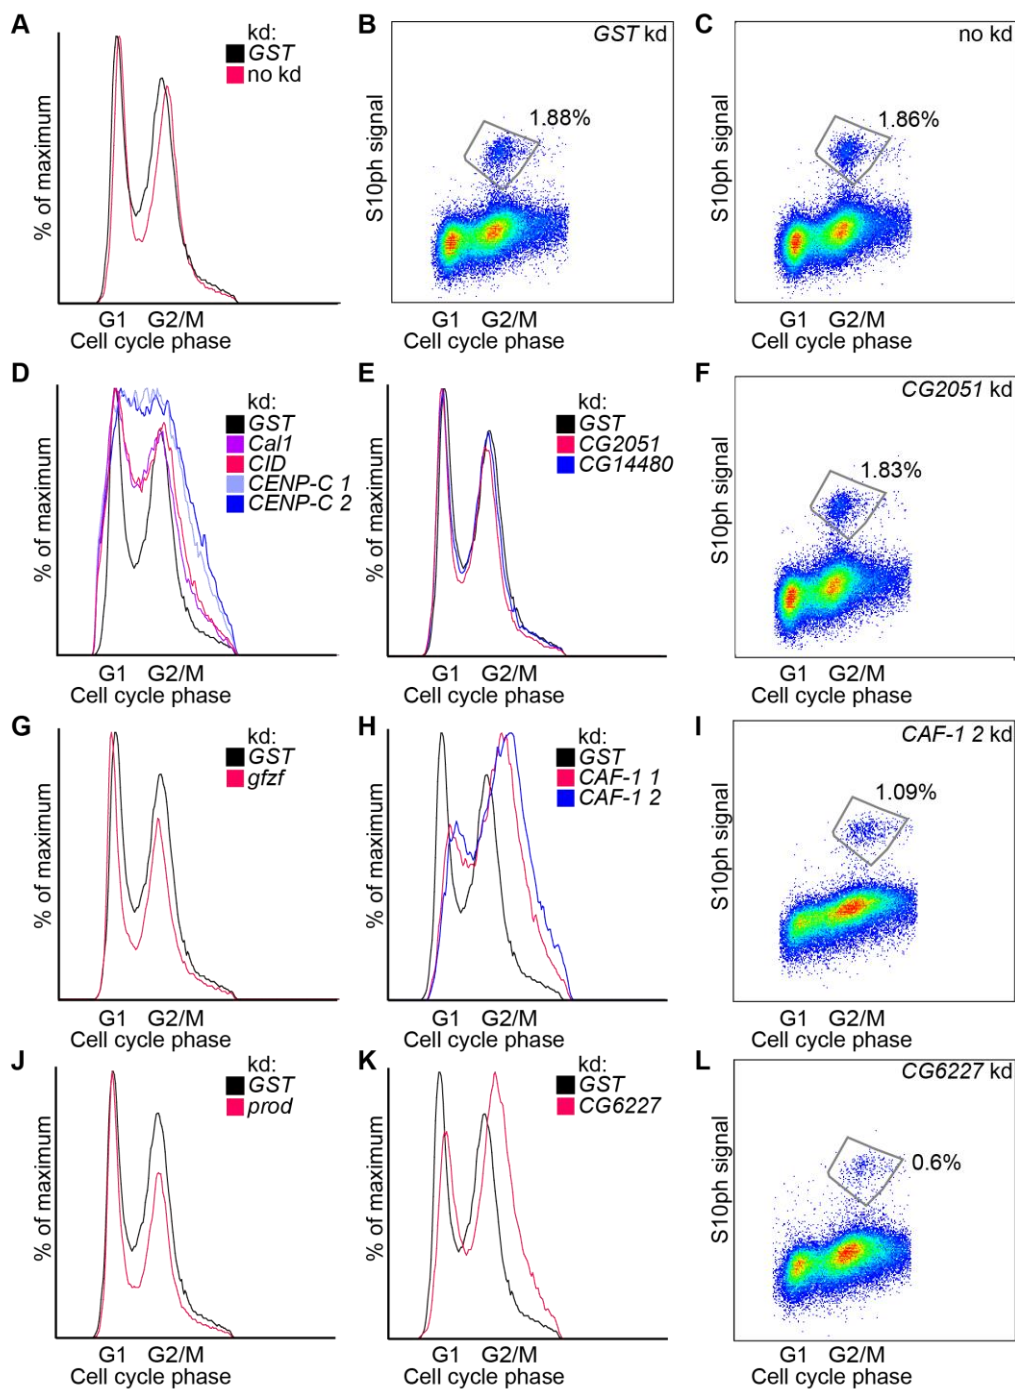 A
kd:
GST
no kd
% of maximum
G1 G2/M
Cell cycle phase
B
GST kd
1.88%
S10ph signal
G1 G2/M
Cell cycle phase
C
no kd
1.86%
S10ph signal
G1 G2/M
Cell cycle phase
D
kd:
GST
Cal1
CID
CENP-C 1
CENP-C 2
% of maximum
G1 G2/M
Cell cycle phase
E
kd:
GST
CG2051
CG14480
% of maximum
G1 G2/M
Cell cycle phase
F
CG2051 kd
1.83%
S10ph signal
G1 G2/M
Cell cycle phase
G
kd:
GST
gfzf
% of maximum
G1 G2/M
Cell cycle phase
H
kd:
GST
CAF-1 1
CAF-1 2
% of maximum
G1 G2/M
Cell cycle phase
I
CAF-1 2 kd
1.09%
S10ph signal
G1 G2/M
Cell cycle phase
J
kd:
GST
prod
% of maximum
G1 G2/M
Cell cycle phase
K
kd:
GST
CG6227
% of maximum
G1 G2/M
Cell cycle phase
L
CG6227 kd
0.6%
S10ph signal
G1 G2/M
Cell cycle phase